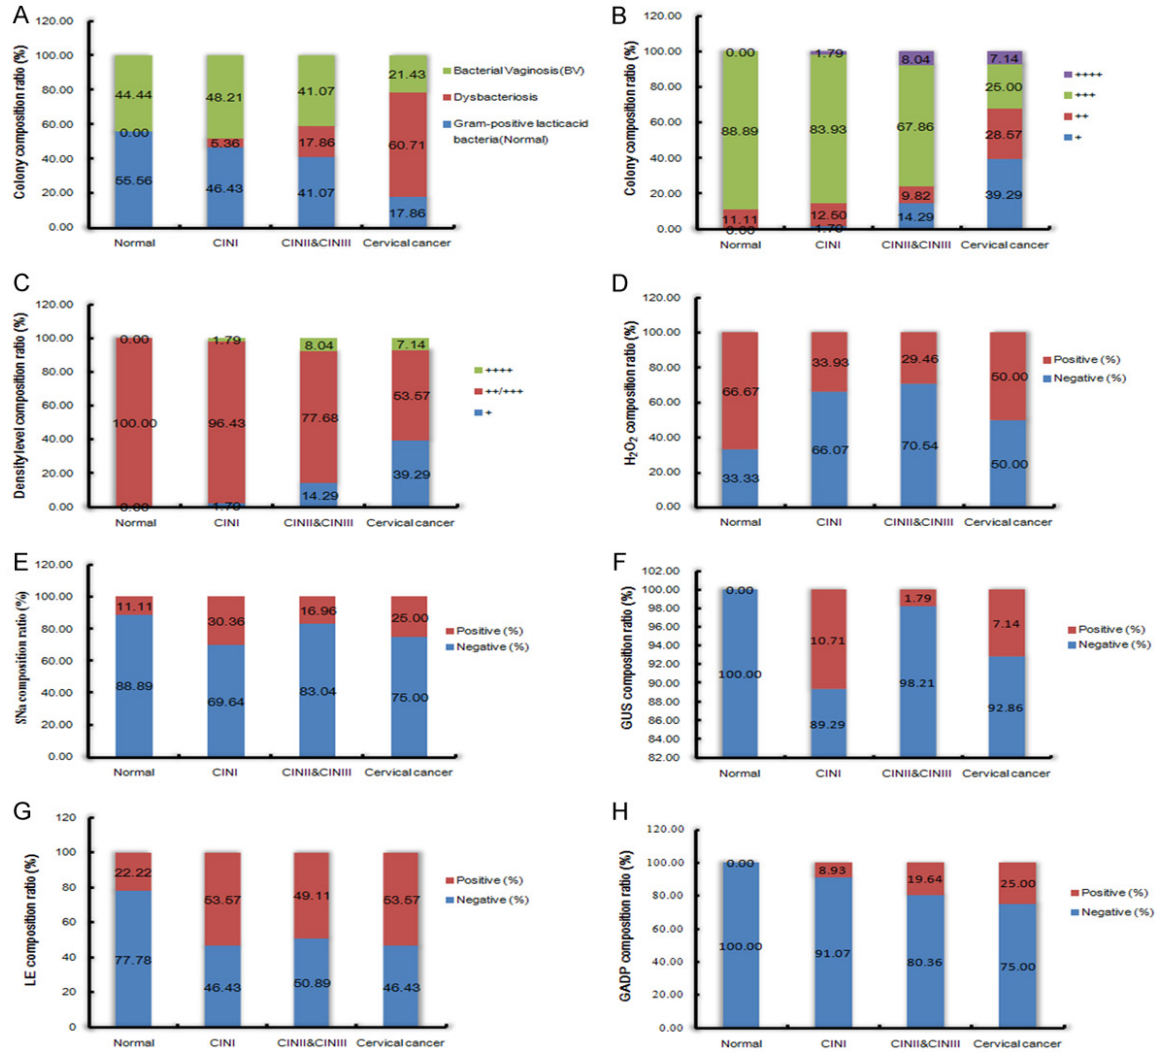 A
Colony composition ratio (%)
120.00
100.00
80.00
60.00
40.00
20.00
0.00
44.44
0.00
55.56
48.21
5.36
46.43
41.07
17.86
41.07
21.43
60.71
17.86
Normal
CINI
CINII&CINIII
Cervical cancer
Bacterial Vaginosis (BV)
Dysbacteriosis
Gram-positive lacticacid
bacteria(Normal)
B
Colony composition ratio (%)
120.00
100.00
80.00
60.00
40.00
20.00
0.00
0.00
88.89
11.11
0.00
1.79
83.93
12.50
1.79
8.04
67.86
9.82
14.29
7.14
25.00
28.57
39.29
Normal
CINI
CINII&CINIII
Cervical cancer
++++
+++
++
+
C
Density level composition ratio (%)
120.00
100.00
80.00
60.00
40.00
20.00
0.00
0.00
100.00
0.00
1.79
96.43
1.79
8.04
77.68
14.29
7.14
53.57
39.29
Normal
CINI
CINII&CINIII
Cervical cancer
++++
++/+++
+
D
H₂O₂ composition ratio (%)
120.00
100.00
80.00
60.00
40.00
20.00
0.00
66.67
33.33
33.93
66.07
29.46
70.54
50.00
50.00
Normal
CINI
CINII&CINIII
Cervical cancer
Positive (%)
Negative (%)
E
SNa composition ratio (%)
120.00
100.00
80.00
60.00
40.00
20.00
0.00
11.11
88.89
30.36
69.64
16.96
83.04
25.00
75.00
Normal
CINI
CINII&CINIII
Cervical cancer
Positive (%)
Negative (%)
F
GUS composition ratio (%)
102.00
100.00
98.00
96.00
94.00
92.00
90.00
88.00
86.00
84.00
82.00
0.00
100.00
10.71
89.29
1.79
98.21
7.14
92.86
Normal
CINI
CINII&CINIII
Cervical cancer
Positive (%)
Negative (%)
G
LE composition ratio (%)
120
100
80
60
40
20
0
22.22
77.78
53.57
46.43
49.11
50.89
53.57
46.43
Normal
CINI
CINII&CINIII
Cervical cancer
Positive (%)
Negative (%)
H
GADP composition ratio (%)
120.00
100.00
80.00
60.00
40.00
20.00
0.00
0.00
100.00
8.93
91.07
19.64
80.36
25.00
75.00
Normal
CINI
CINII&CINIII
Cervical cancer
Positive (%)
Negative (%)